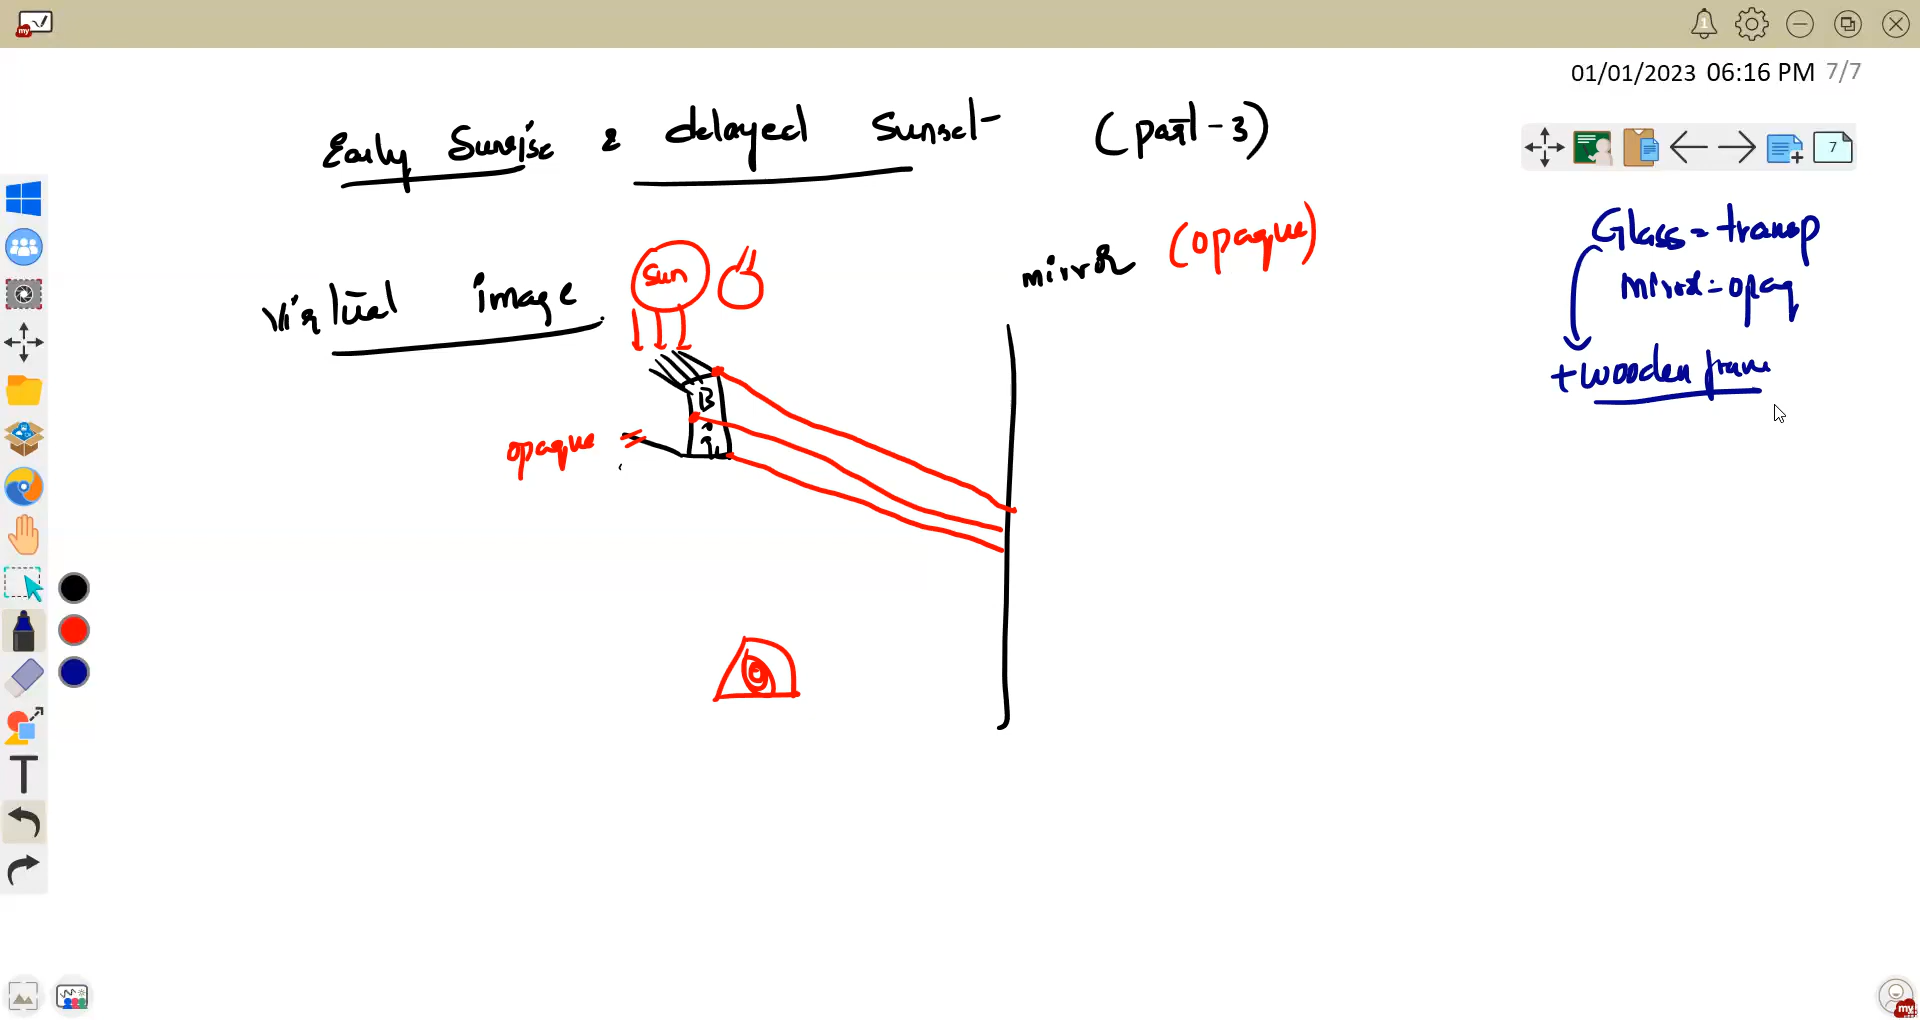 01/01/2023 06:16 PM 7/7
Early Sunrise & delayed Sunset (part-3)
7
Glass = transp
mirror (opaque)
Sun
Virtual image
mirror = opaq
+ wooden frame
B
opaque